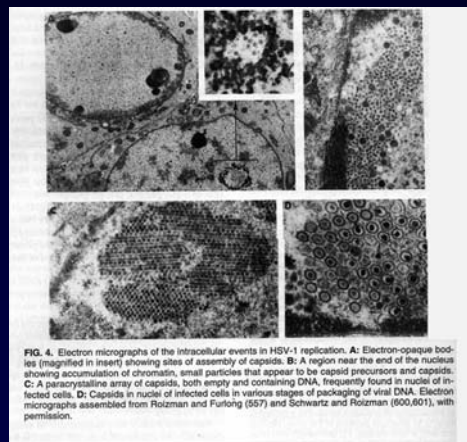 A
B
C
D
FIG. 4. Electron micrographs of the intracellular events in HSV-1 replication. A: Electron-opaque bod-
ies (magnified in insert) showing sites of assembly of capsids. B: A region near the end of the nucleus
showing accumulation of chromatin, small particles that appear to be capsid precursors and capsids.
C: A paracrystalline array of capsids, both empty and containing DNA, frequently found in nuclei of in-
fected cells. D: Capsids in nuclei of infected cells in various stages of packaging of viral DNA. Electron
micrographs assembled from Roizman and Furlong (557) and Schwartz and Roizman (600,601), with
permission.